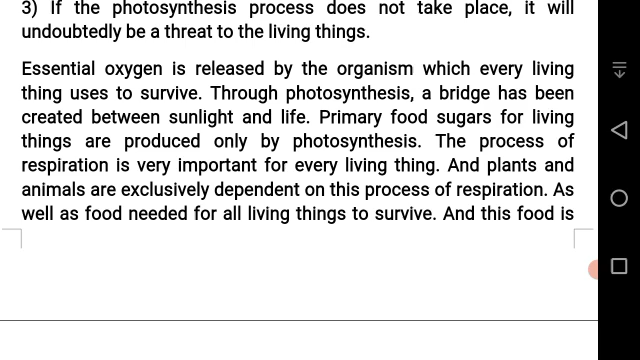 3) If the photosynthesis process does not take place, it will
undoubtedly be a threat to the living things.
Essential oxygen is released by the organism which every living
thing uses to survive. Through photosynthesis, a bridge has been
created between sunlight and life. Primary food sugars for living
things are produced only by photosynthesis. The process of
respiration is very important for every living thing. And plants and
animals are exclusively dependent on this process of respiration. As
well as food needed for all living things to survive. And this food is